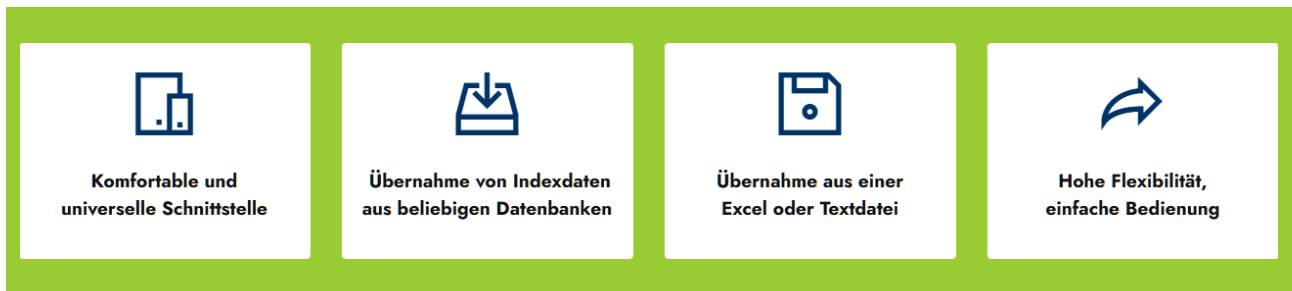 Komfortable und
universelle Schnittstelle
Übernahme von Indexdaten
aus beliebigen Datenbanken
Übernahme aus einer
Excel oder Textdatei
Hohe Flexibilität,
einfache Bedienung